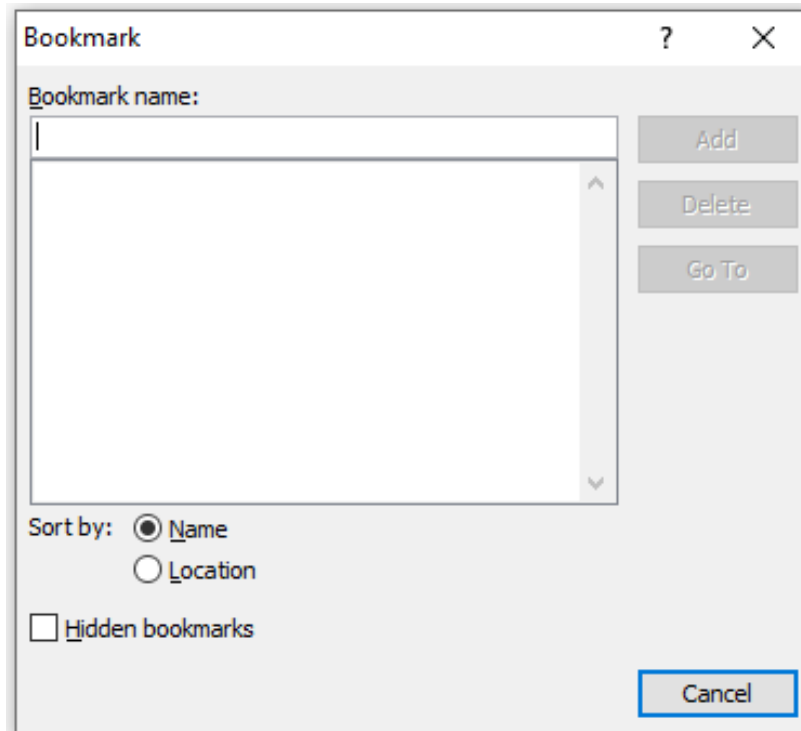 Bookmark ?
Bookmark name:
Add
Delete
Go To
Sort by: Name
Location
Hidden bookmarks
Cancel